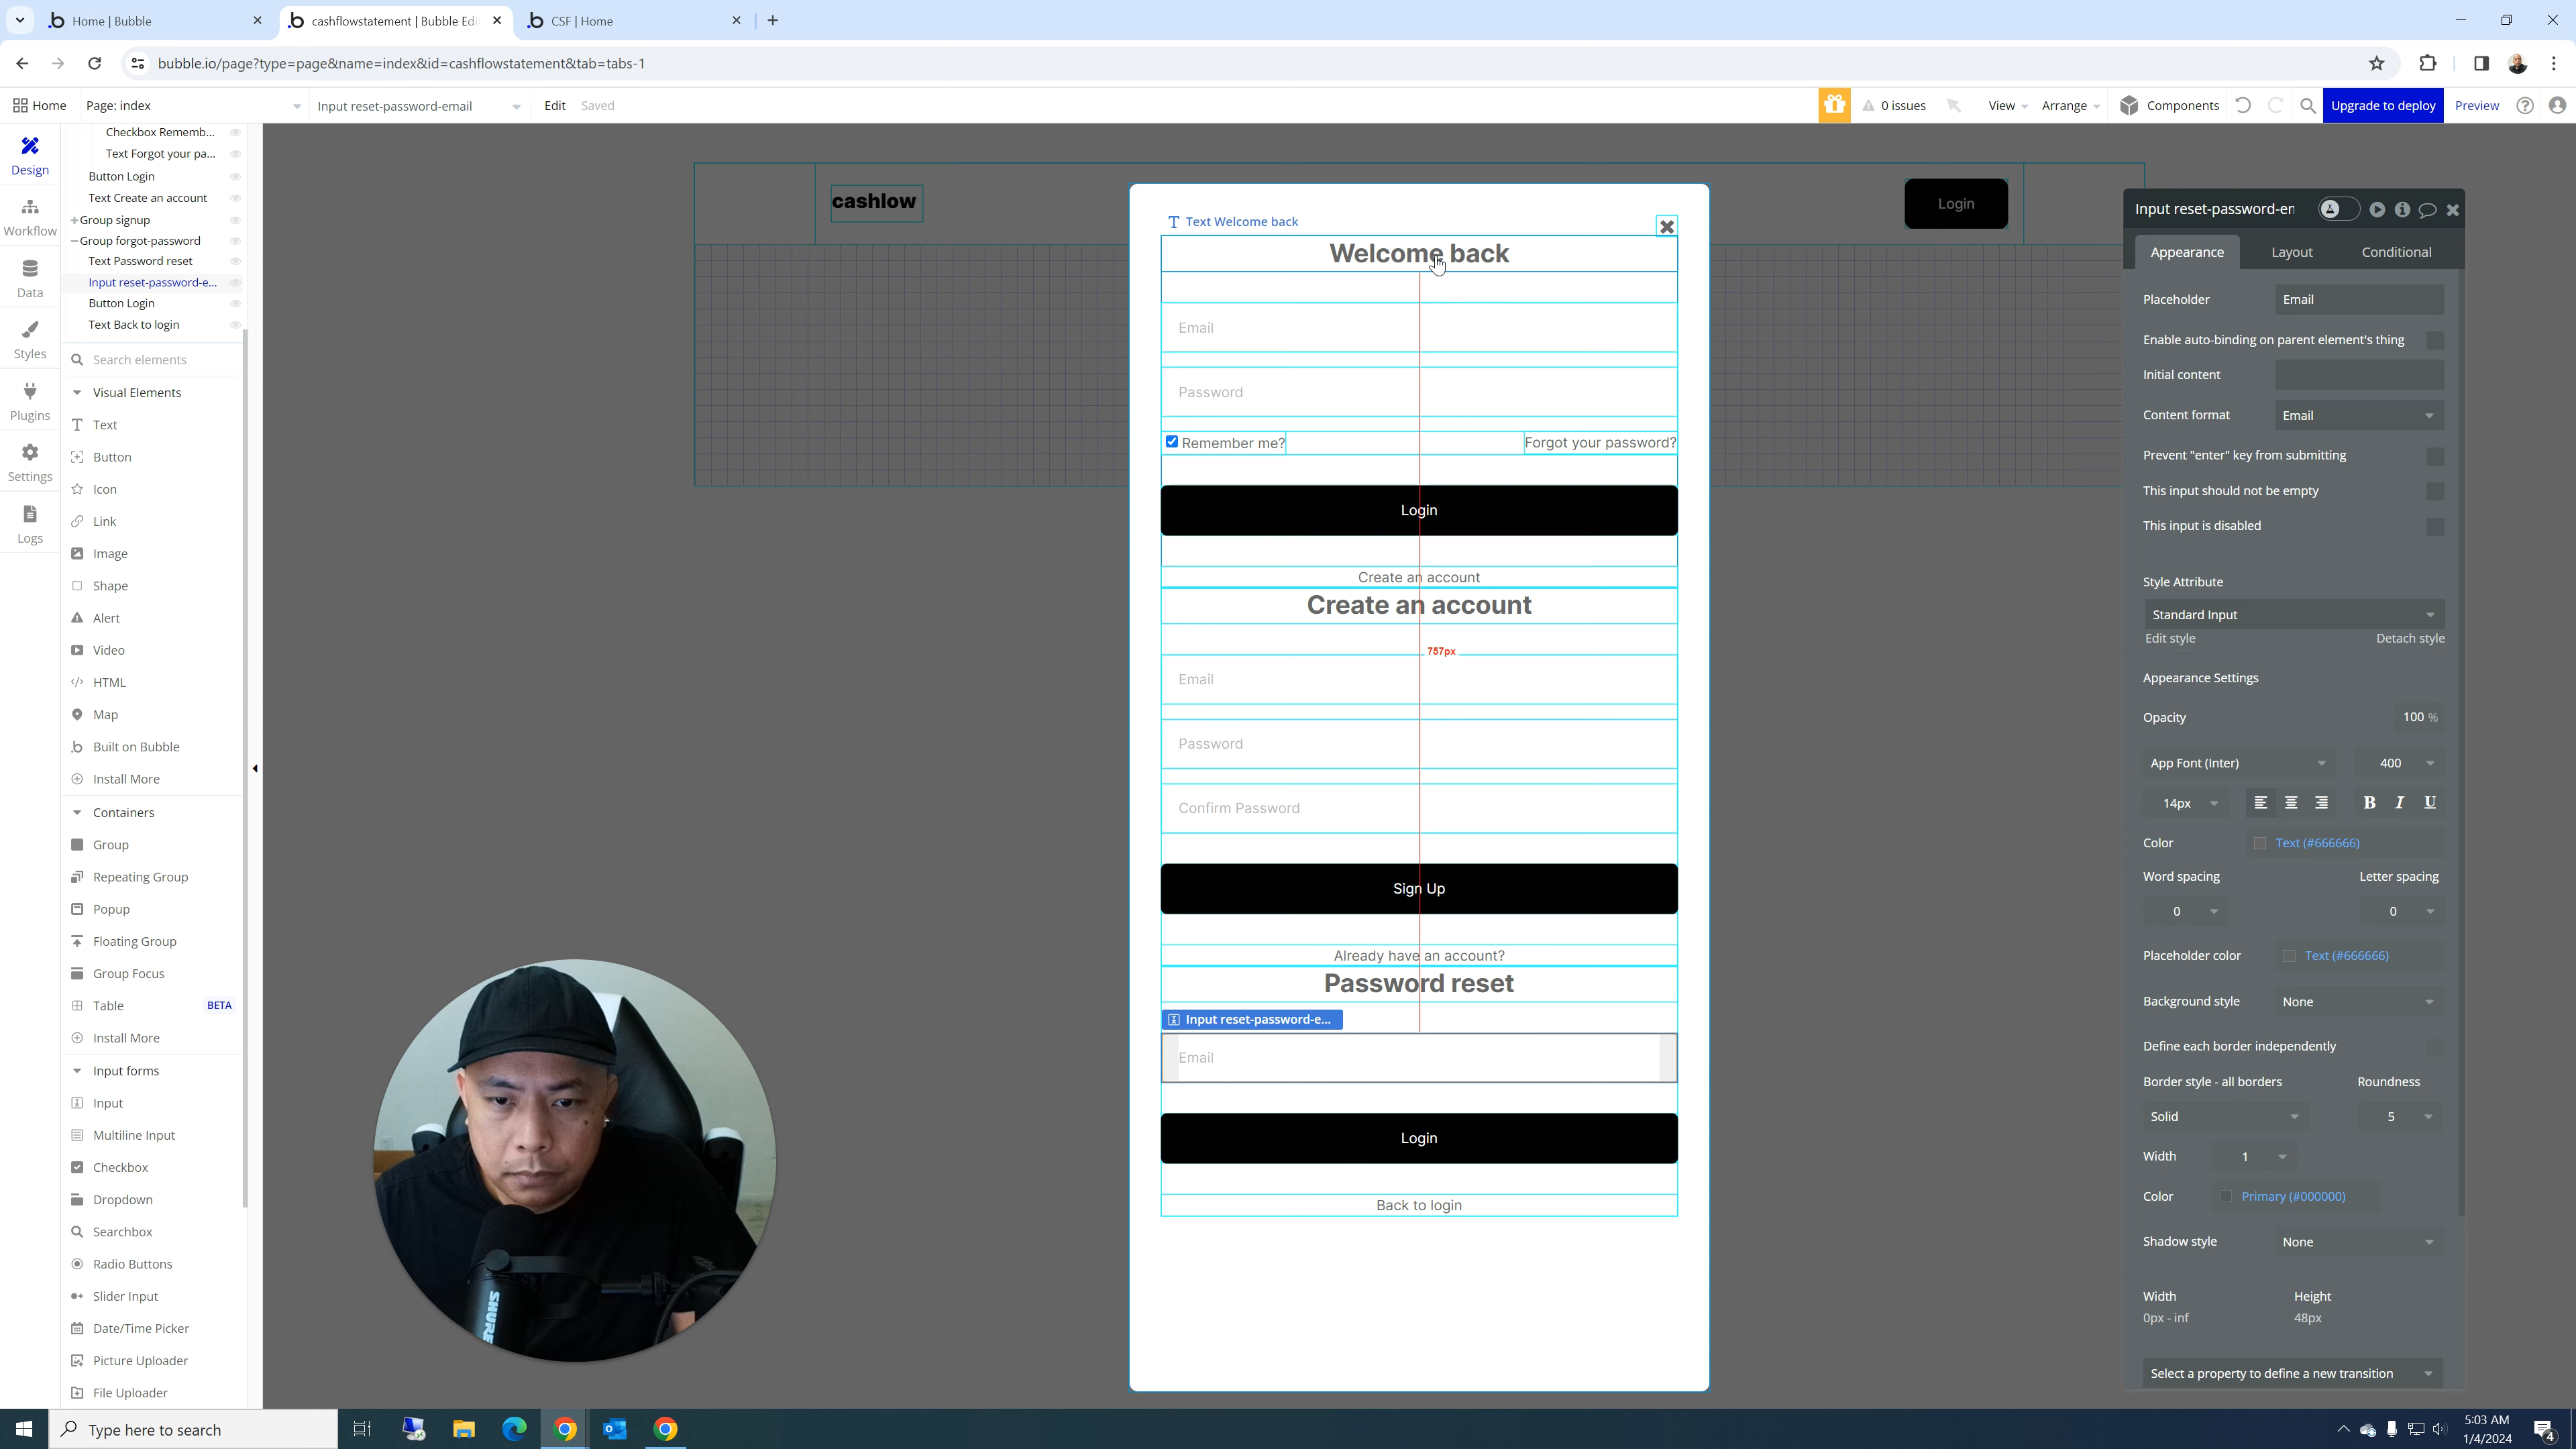 Home | Bubble
cashflowstatement | Bubble Edi
CSF | Home
bubble.io/page?type=page&name=index&id=cashflowstatement&tab=tabs-1
Home
Page: index
Input reset-password-email
Edit
Saved
0 issues
View
Arrange
Components
Upgrade to deploy
Preview
Design
Workflow
Data
Styles
Plugins
Settings
Logs
Checkbox Rememb...
Text Forgot your pa...
Button Login
Text Create an account
Group signup
Group forgot-password
Text Password reset
Input reset-password-e...
Button Login
Text Back to login
Search elements
Visual Elements
Text
Button
Icon
Link
Image
Shape
Alert
Video
HTML
Map
Built on Bubble
Install More
Containers
Group
Repeating Group
Popup
Floating Group
Group Focus
Table
BETA
Install More
Input forms
Input
Multiline Input
Checkbox
Dropdown
Searchbox
Radio Buttons
Slider Input
Date/Time Picker
Picture Uploader
File Uploader
cashlow
Login
Text Welcome back
Welcome back
Email
Password
Remember me?
Forgot your password?
Login
Create an account
Create an account
757px
Email
Password
Confirm Password
Sign Up
Already have an account?
Password reset
Input reset-password-e...
Email
Login
Back to login
SHURE
Input reset-password-en
Appearance
Layout
Conditional
Placeholder
Email
Enable auto-binding on parent element's thing
Initial content
Content format
Email
Prevent "enter" key from submitting
This input should not be empty
This input is disabled
Style Attribute
Standard Input
Edit style
Detach style
Appearance Settings
Opacity
100 %
App Font (Inter)
400
14px
B I U
Color
Text (#666666)
Word spacing
Letter spacing
0
0
Placeholder color
Text (#666666)
Background style
None
Define each border independently
Border style - all borders
Roundness
Solid
5
Width
1
Color
Primary (#000000)
Shadow style
None
Width
Height
0px - inf
48px
Select a property to define a new transition
Type here to search
5:03 AM
1/4/2024
4